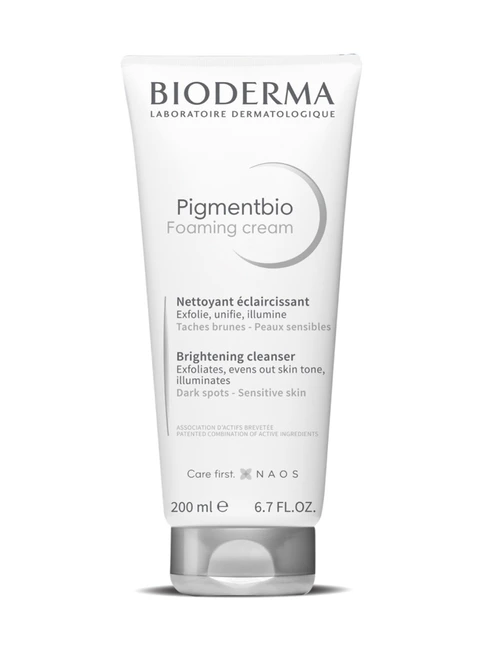 BIODERMA
LABORATOIRE DERMATOLOGIQUE
Pigmentbio
Foaming cream
Nettoyant éclaircissant
Exfolie, unifie, illumine
Taches brunes - Peaux sensibles
Brightening cleanser
Exfoliates, evens out skin tone,
illuminates
Dark spots - Sensitive skin
ASSOCIATION D'ACTIFS BREVETÉE
PATENTED COMBINATION OF ACTIVE INGREDIENTS
Care first. NAOS
200 ml ℮ 6.7 FL.OZ.